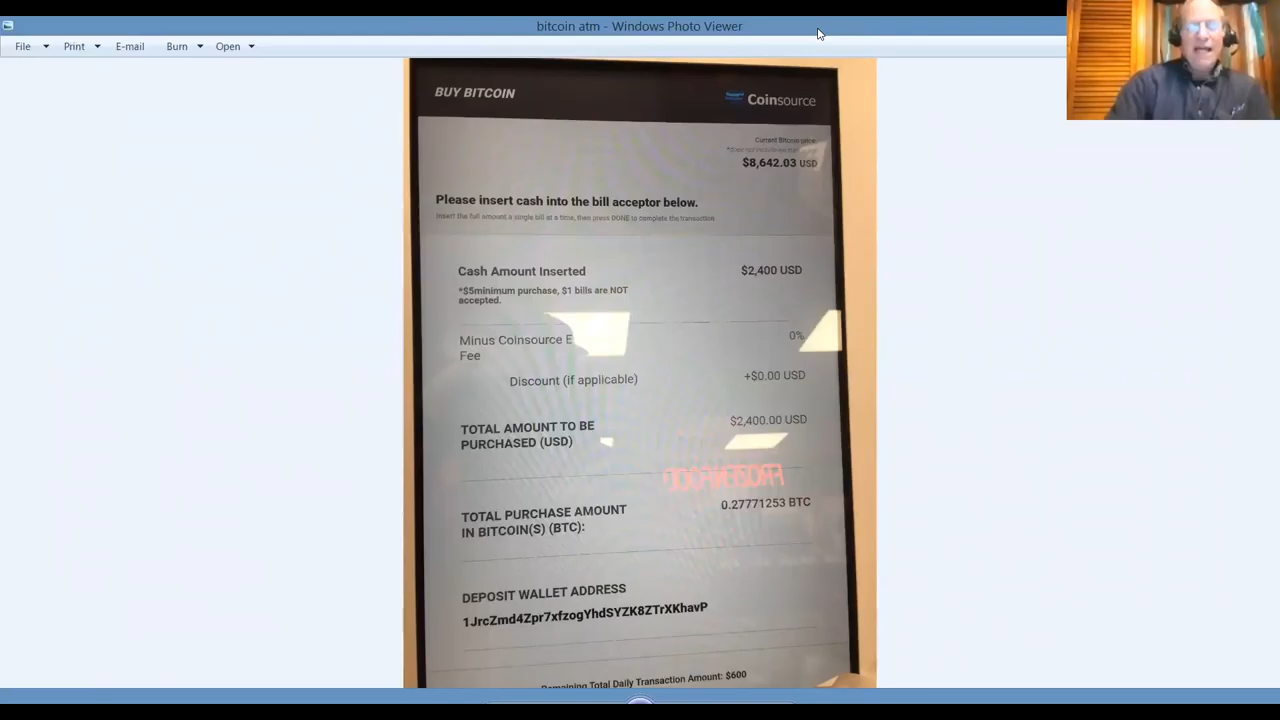 bitcoin atm - Windows Photo Viewer
File Print E-mail Burn Open
BUY BITCOIN
Coinsource
Current Bitcoin price:
$8,642.03 USD
Please insert cash into the bill acceptor below.
Insert the full amount a single bill at a time, then press DONE to complete the transaction
Cash Amount Inserted $2,400 USD
*$5minimum purchase, $1 bills are NOT
accepted.
Minus Coinsource E 0%
Fee
Discount (if applicable) +$0.00 USD
TOTAL AMOUNT TO BE $2,400.00 USD
PURCHASED (USD)
TOTAL PURCHASE AMOUNT 0.27771253 BTC
IN BITCOIN(S) (BTC):
DEPOSIT WALLET ADDRESS
1JrcZmd4Zpr7xfzogYhdSYZK8ZTrXKhavP
Remaining Total Daily Transaction Amount: $600